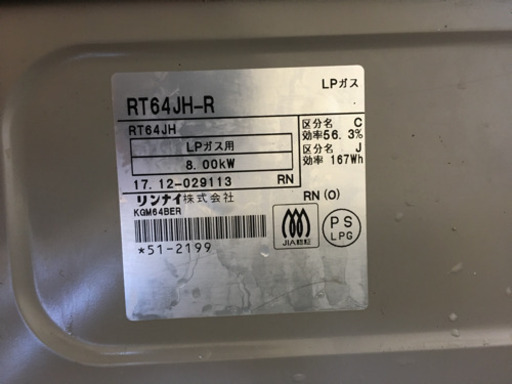 LPガス
RT64JH-R
RT64JH
LPガス用
8.00kW
区分名 C
効率56.3%
区分名 J
効率 167Wh
17.12-029113 RN
リンナイ株式会社
RN(O)
KGM64BER
*51-2199
JIA認証
PS
LPG